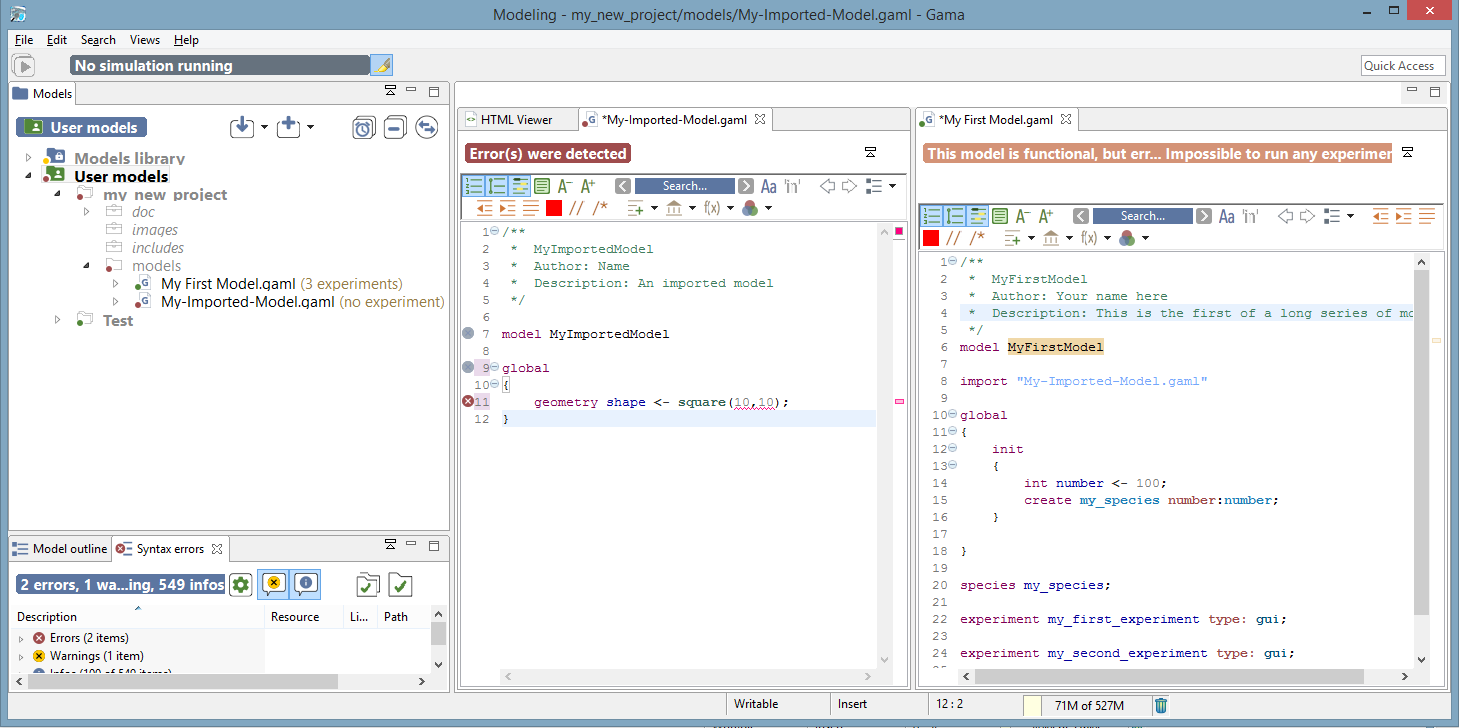 Modeling - my_new_project/models/My-Imported-Model.gaml - Gama
File Edit Search Views Help
No simulation running
Quick Access
Models
User models
Models library
User models
my_new_project
doc
images
includes
models
My First Model.gaml (3 experiments)
My-Imported-Model.gaml (no experiment)
Test
Model outline
Syntax errors
2 errors, 1 wa...ing, 549 infos
Description Resource Li... Path
Errors (2 items)
Warnings (1 item)
Infos (100 of 549 items)
HTML Viewer
*My-Imported-Model.gaml
Error(s) were detected
A- A+ Search... Aa 'in'
// /* f(x)
1 /**
2 * MyImportedModel
3 * Author: Name
4 * Description: An imported model
5 */
6
7 model MyImportedModel
8
9 global
10 {
11 geometry shape <- square(10,10);
12 }
*My First Model.gaml
This model is functional, but err... Impossible to run any experimer
A- A+ Search... Aa 'in'
// /* f(x)
1 /**
2 * MyFirstModel
3 * Author: Your name here
4 * Description: This is the first of a long series of mo
5 */
6 model MyFirstModel
7
8 import "My-Imported-Model.gaml"
9
10 global
11 {
12 init
13 {
14 int number <- 100;
15 create my_species number:number;
16 }
17
18 }
19
20 species my_species;
21
22 experiment my_first_experiment type: gui;
23
24 experiment my_second_experiment type: gui;
Writable Insert 12 : 2 71M of 527M